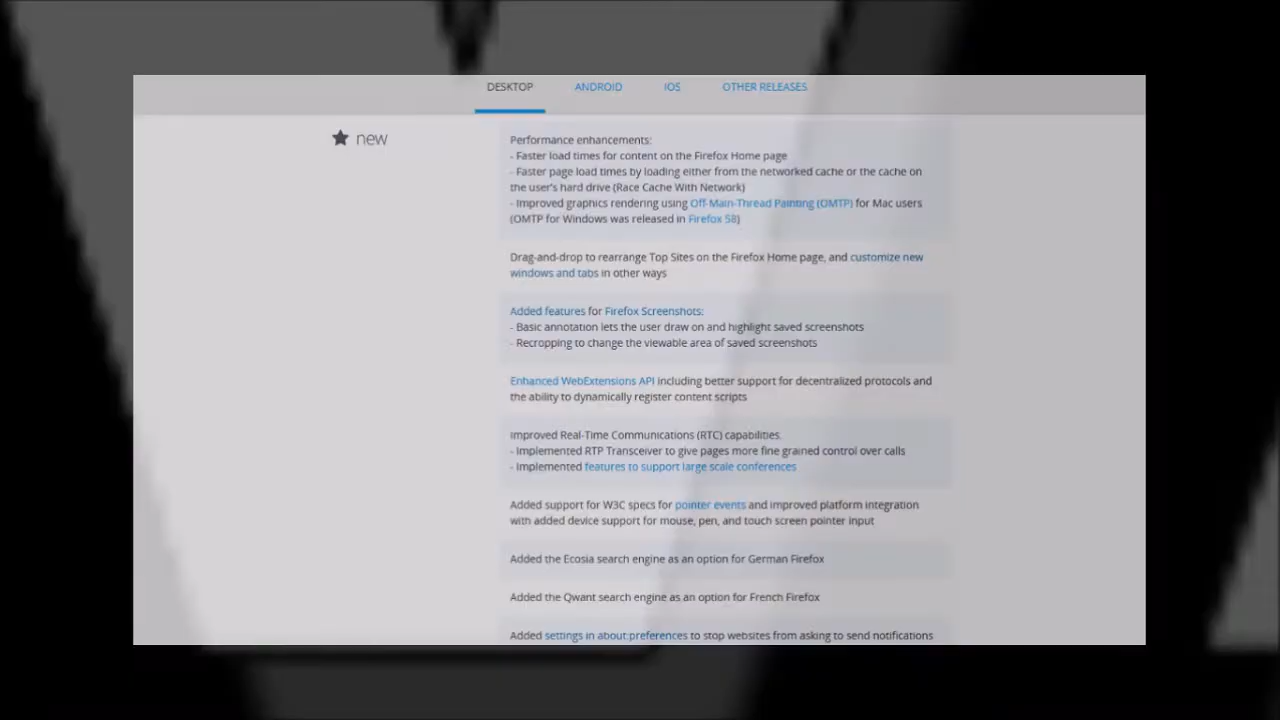 DESKTOP ANDROID IOS OTHER RELEASES
new
Performance enhancements:
- Faster load times for content on the Firefox Home page
- Faster page load times by loading either from the networked cache or the cache on
the user's hard drive (Race Cache With Network)
- Improved graphics rendering using Off-Main-Thread Painting (OMTP) for Mac users
(OMTP for Windows was released in Firefox 58)
Drag-and-drop to rearrange Top Sites on the Firefox Home page, and customize new
windows and tabs in other ways
Added features for Firefox Screenshots:
- Basic annotation lets the user draw on and highlight saved screenshots
- Recropping to change the viewable area of saved screenshots
Enhanced WebExtensions API including better support for decentralized protocols and
the ability to dynamically register content scripts
Improved Real-Time Communications (RTC) capabilities.
- Implemented RTP Transceiver to give pages more fine grained control over calls
- Implemented features to support large scale conferences
Added support for W3C specs for pointer events and improved platform integration
with added device support for mouse, pen, and touch screen pointer input
Added the Ecosia search engine as an option for German Firefox
Added the Qwant search engine as an option for French Firefox
Added settings in about:preferences to stop websites from asking to send notifications